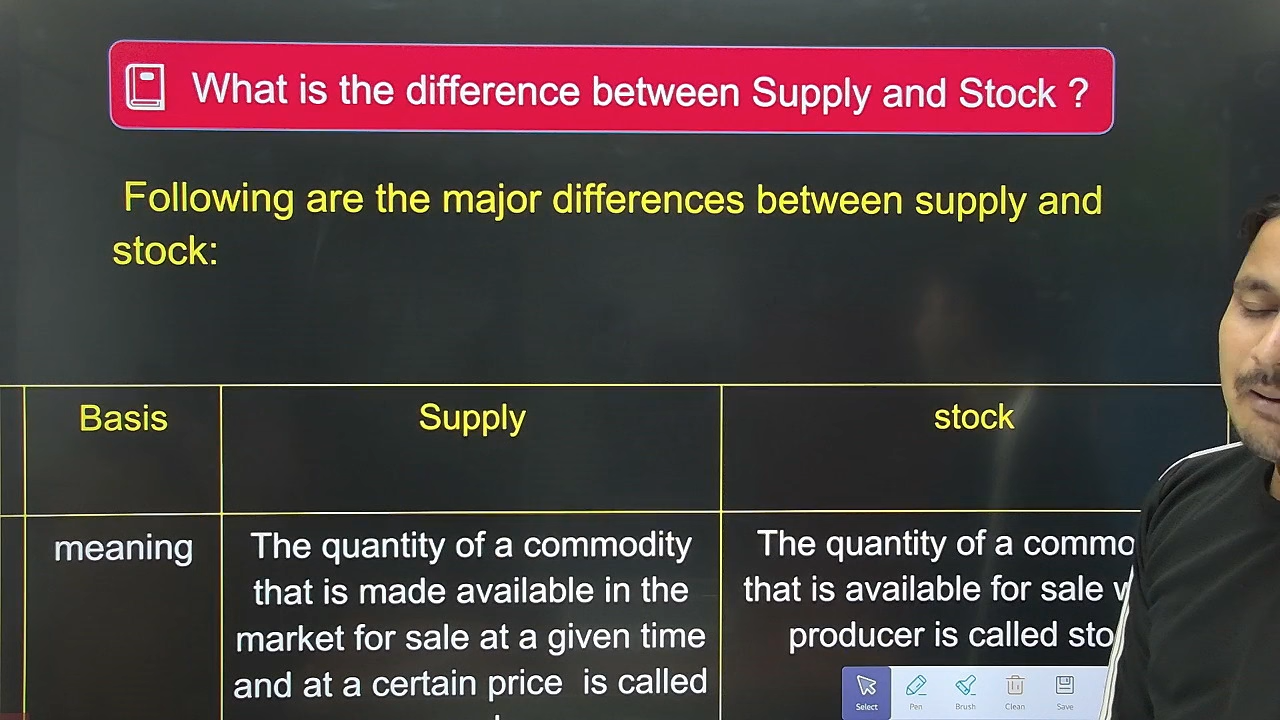 What is the difference between Supply and Stock ?
Following are the major differences between supply and
stock:
Basis
Supply
stock
meaning
The quantity of a commodity
that is made available in the
market for sale at a given time
and at a certain price is called
The quantity of a
that is available for sale
producer is called
Select
Pen
Brush
Clean
Save